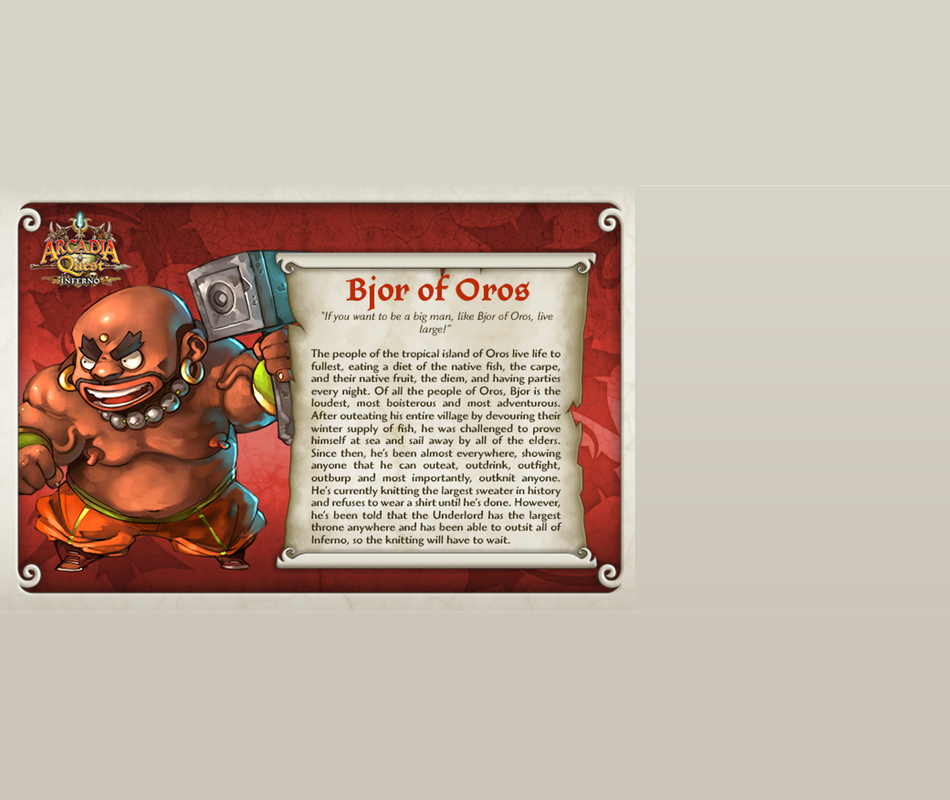 ARCADIA
Quest
INFERNO
Bjor of Oros
"If you want to be a big man, like Bjor of Oros, live
large!"
The people of the tropical island of Oros live life to
fullest, eating a diet of the native fish, the carpe,
and their native fruit, the diem, and having parties
every night. Of all the people of Oros, Bjor is the
loudest, most boisterous and most adventurous.
After outeating his entire village by devouring their
winter supply of fish, he was challenged to prove
himself at sea and sail away by all of the elders.
Since then, he's been almost everywhere, showing
anyone that he can outeat, outdrink, outfight,
outburp and most importantly, outknit anyone.
He's currently knitting the largest sweater in history
and refuses to wear a shirt until he's done. However,
he's been told that the Underlord has the largest
throne anywhere and has been able to outsit all of
Inferno, so the knitting will have to wait.